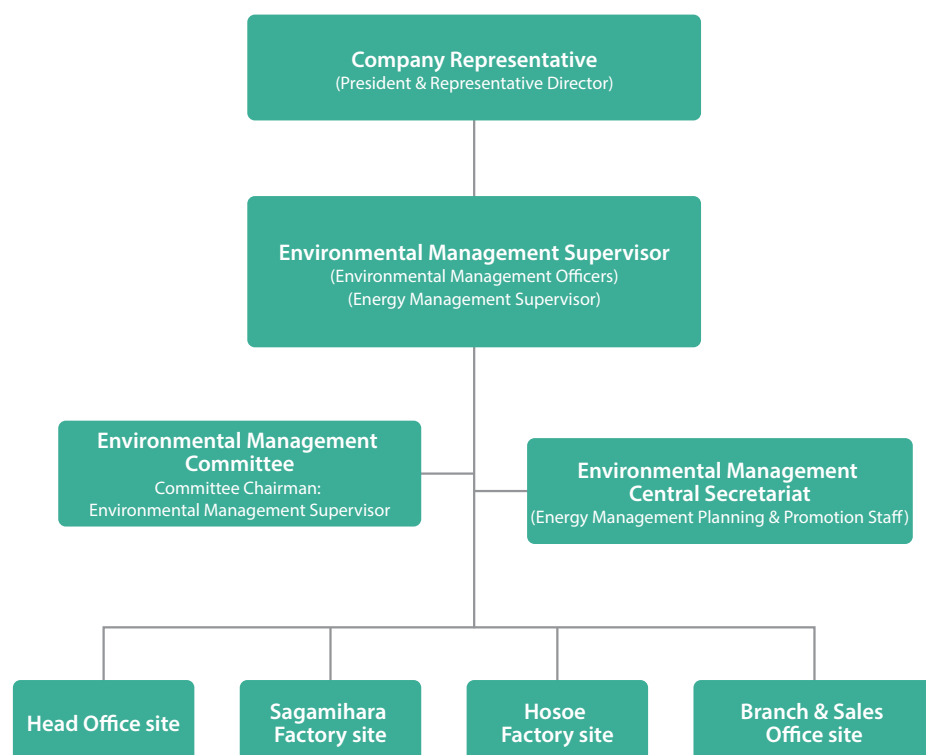 Company Representative
(President & Representative Director)
Environmental Management Supervisor
(Environmental Management Officers)
(Energy Management Supervisor)
Environmental Management
Committee
Committee Chairman:
Environmental Management Supervisor
Environmental Management
Central Secretariat
(Energy Management Planning & Promotion Staff)
Head Office site
Sagamihara
Factory site
Hosoe
Factory site
Branch & Sales
Office site